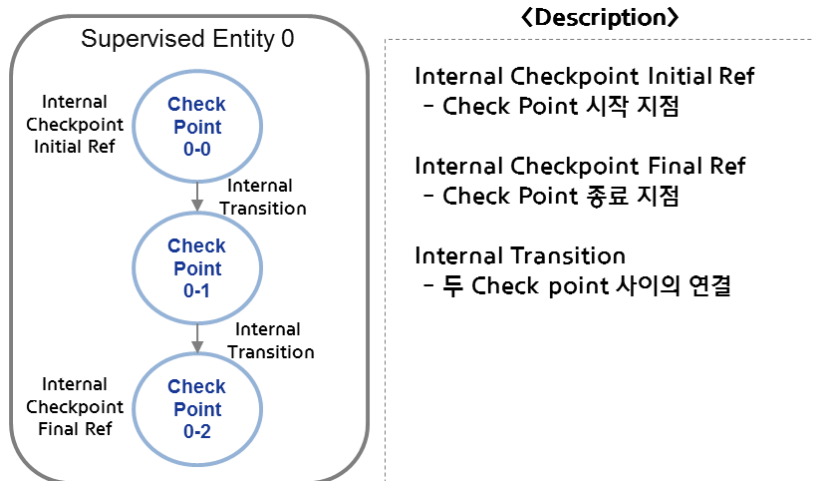 Supervised Entity 0
Internal
Checkpoint
Initial Ref
Check
Point
0-0
Internal
Transition
Check
Point
0-1
Internal
Transition
Internal
Checkpoint
Final Ref
Check
Point
0-2
<Description>
Internal Checkpoint Initial Ref
- Check Point 시작 지점
Internal Checkpoint Final Ref
- Check Point 종료 지점
Internal Transition
- 두 Check point 사이의 연결